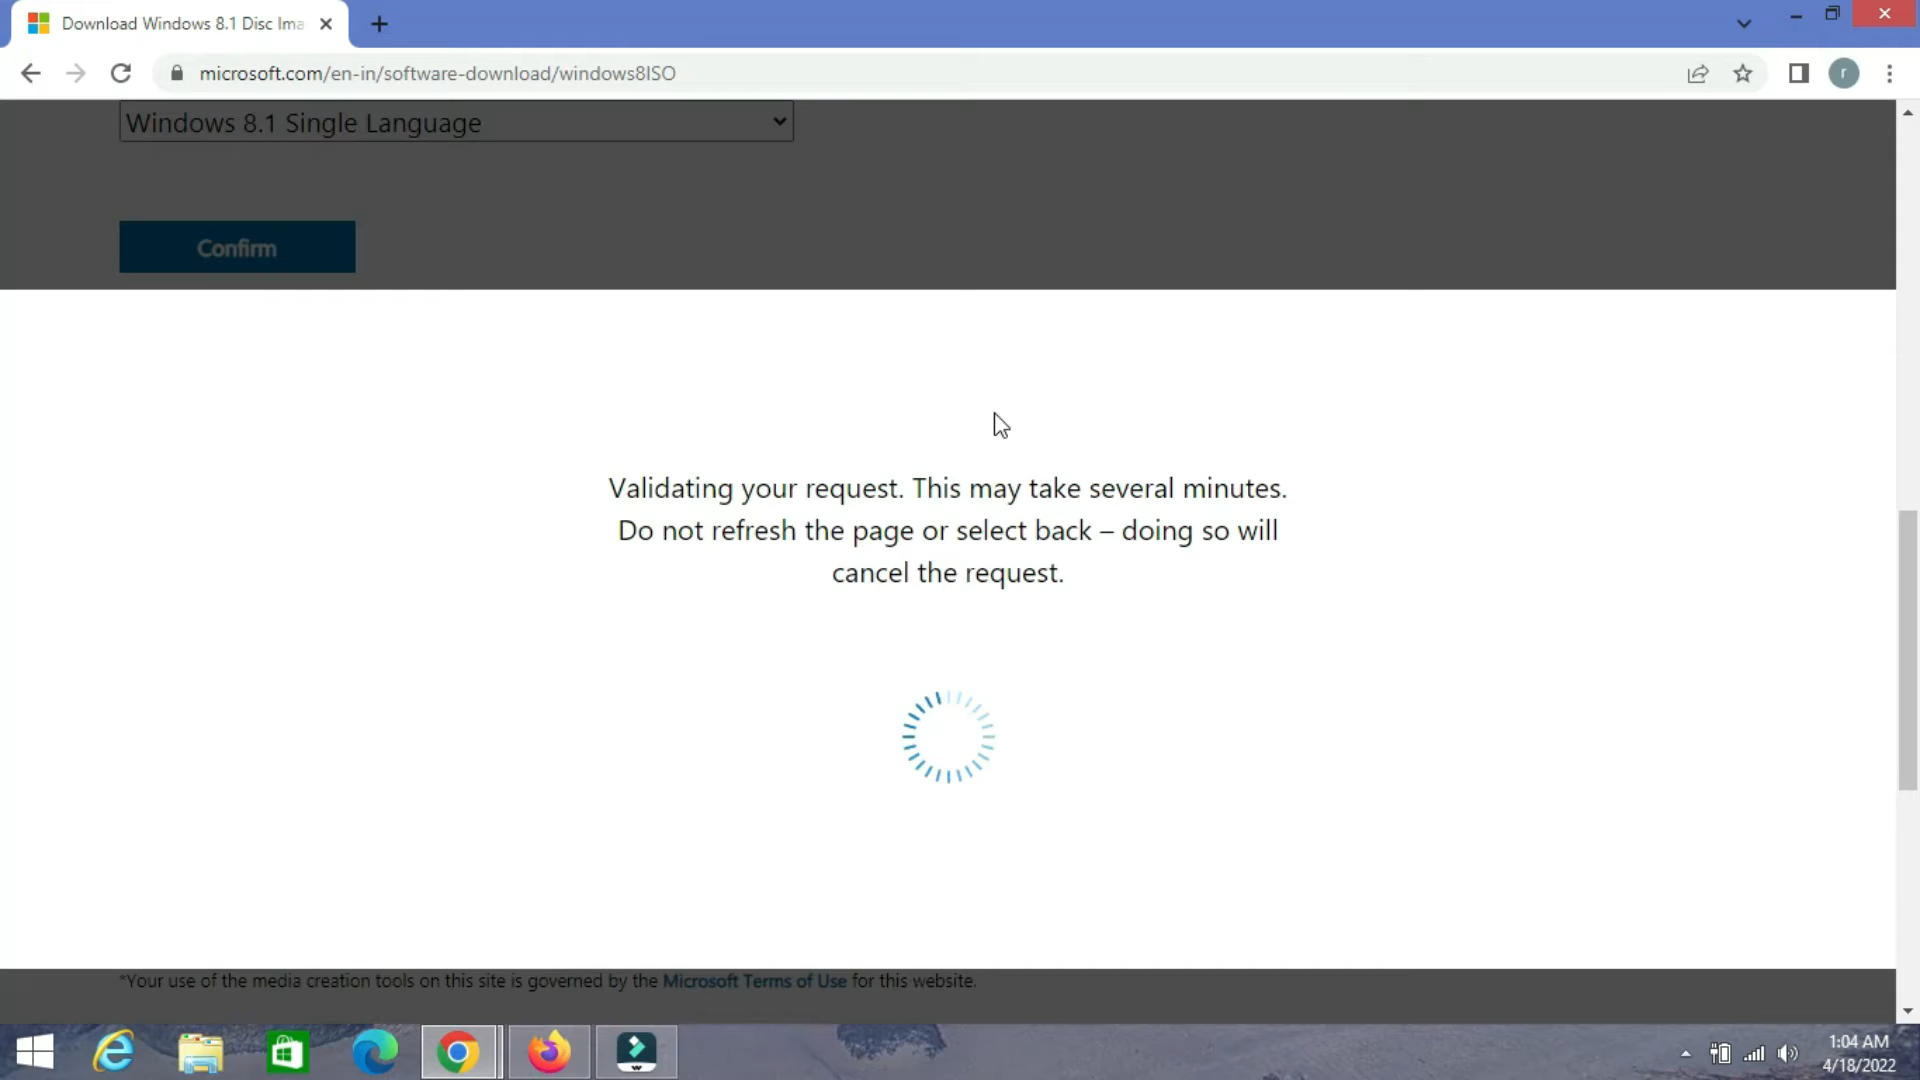 Download Windows 8.1 Disc Ima
microsoft.com/en-in/software-download/windows8ISO
r
Windows 8.1 Single Language
Confirm
Validating your request. This may take several minutes.
Do not refresh the page or select back – doing so will
cancel the request.
*Your use of the media creation tools on this site is governed by the Microsoft Terms of Use for this website.
1:04 AM
4/18/2022